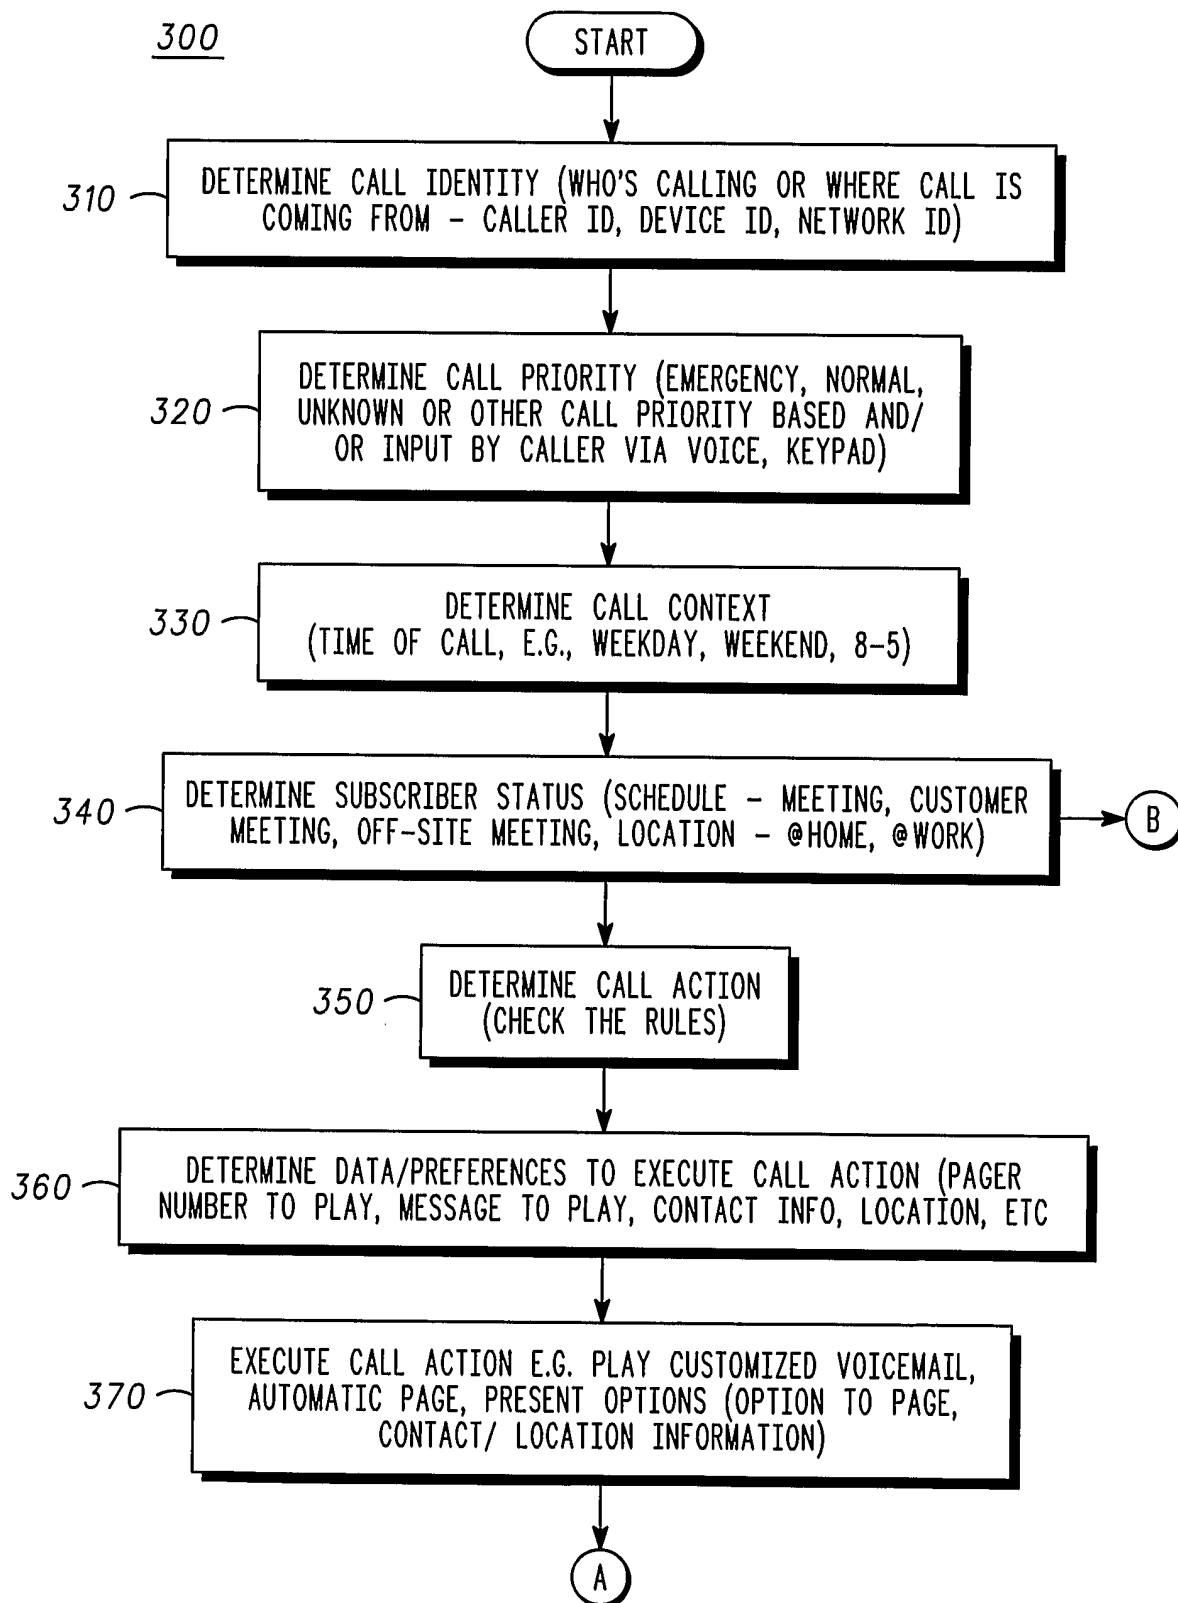 300
START
310
DETERMINE CALL IDENTITY (WHO'S CALLING OR WHERE CALL IS
COMING FROM - CALLER ID, DEVICE ID, NETWORK ID)
320
DETERMINE CALL PRIORITY (EMERGENCY, NORMAL,
UNKNOWN OR OTHER CALL PRIORITY BASED AND/
OR INPUT BY CALLER VIA VOICE, KEYPAD)
330
DETERMINE CALL CONTEXT
(TIME OF CALL, E.G., WEEKDAY, WEEKEND, 8-5)
340
DETERMINE SUBSCRIBER STATUS (SCHEDULE - MEETING, CUSTOMER
MEETING, OFF-SITE MEETING, LOCATION - @HOME, @WORK)
B
350
DETERMINE CALL ACTION
(CHECK THE RULES)
360
DETERMINE DATA/PREFERENCES TO EXECUTE CALL ACTION (PAGER
NUMBER TO PLAY, MESSAGE TO PLAY, CONTACT INFO, LOCATION, ETC
370
EXECUTE CALL ACTION E.G. PLAY CUSTOMIZED VOICEMAIL,
AUTOMATIC PAGE, PRESENT OPTIONS (OPTION TO PAGE,
CONTACT/ LOCATION INFORMATION)
A